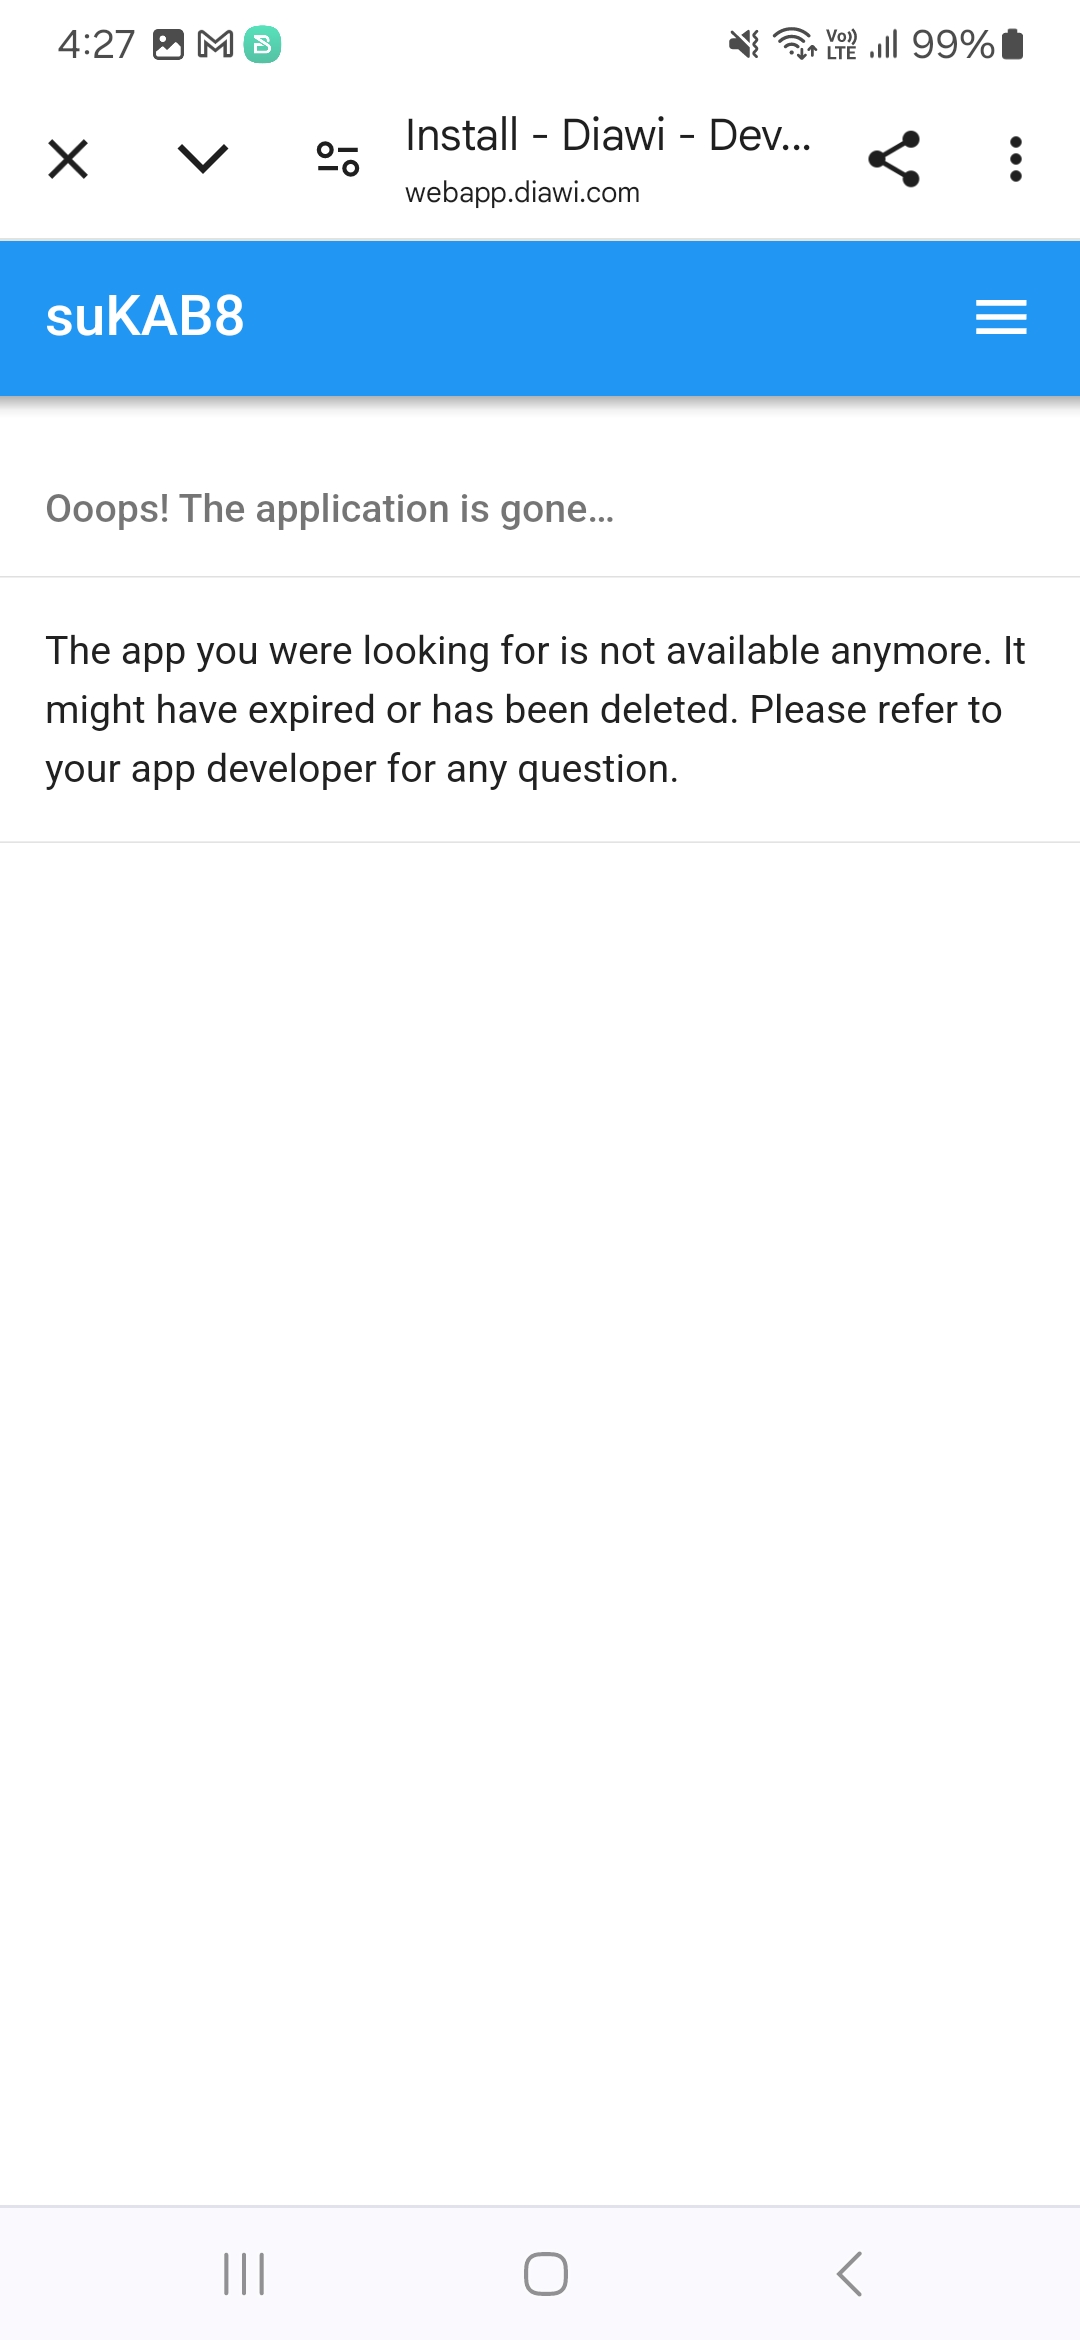 4:27
Vo)) LTE 99%
Install - Diawi - Dev...
webapp.diawi.com
suKAB8
Ooops! The application is gone...
The app you were looking for is not available anymore. It
might have expired or has been deleted. Please refer to
your app developer for any question.